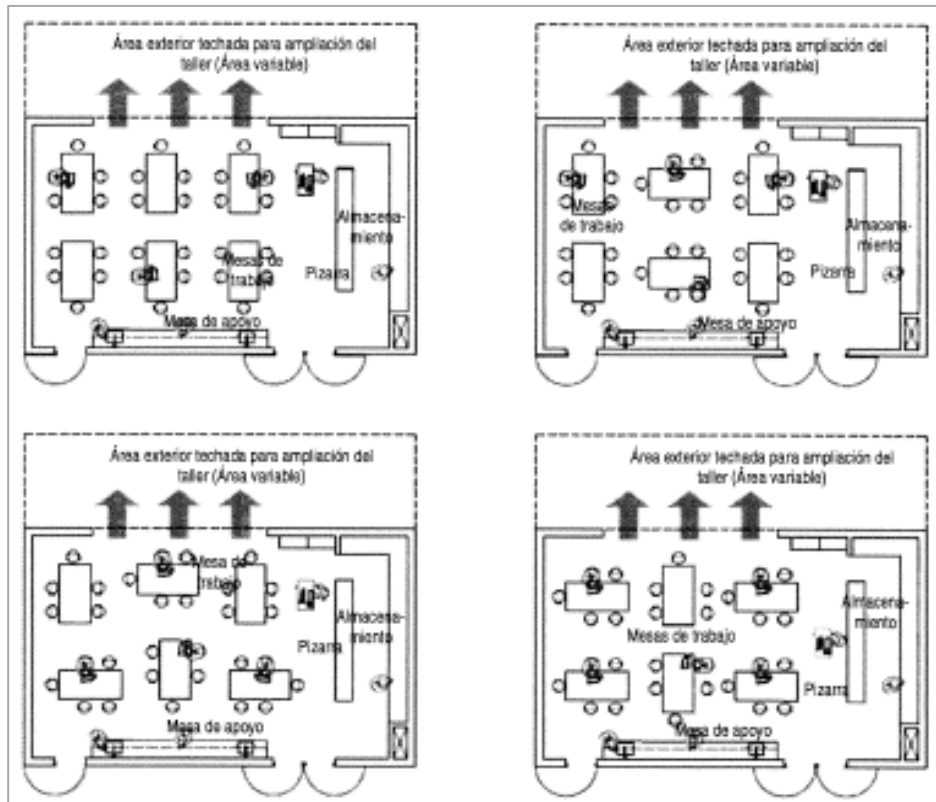 Área exterior techada para ampliación del
taller (Área variable)
Mesas de
trabajo
Almacena-
miento
Pizarra
Mesa de apoyo
Área exterior techada para ampliación del
taller (Área variable)
Mesas
de trabajo
Almacena-
miento
Pizarra
Mesa de apoyo
Área exterior techada para ampliación del
taller (Área variable)
Mesa de
trabajo
Almacena-
miento
Pizarra
Mesa de apoyo
Área exterior techada para ampliación del
taller (Área variable)
Almacena-
miento
Mesas de trabajo
Pizarra
Mesa de apoyo